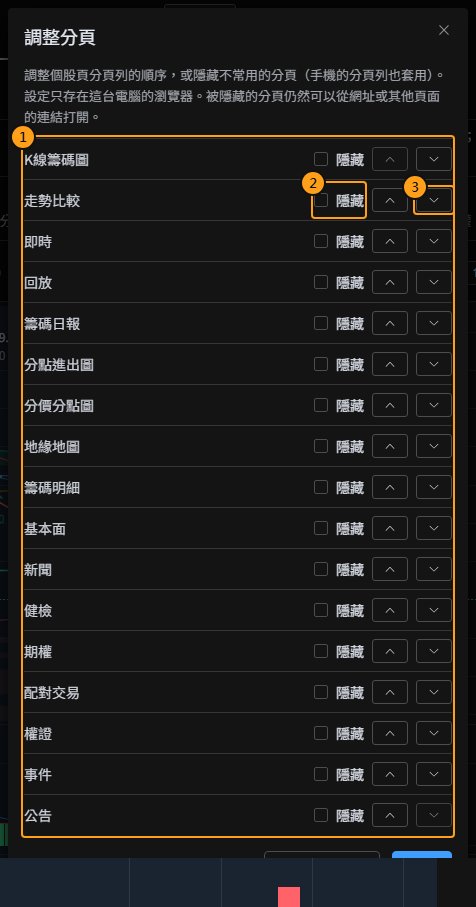 調整分頁
調整個股頁分頁列的順序，或隱藏不常用的分頁（手機的分頁列也套用）。
設定只存在這台電腦的瀏覽器。被隱藏的分頁仍然可以從網址或其他頁面
的連結打開。
1
K線籌碼圖 隱藏
2 3
走勢比較 隱藏
即時 隱藏
回放 隱藏
籌碼日報 隱藏
分點進出圖 隱藏
分價分點圖 隱藏
地緣地圖 隱藏
籌碼明細 隱藏
基本面 隱藏
新聞 隱藏
健檢 隱藏
期權 隱藏
配對交易 隱藏
權證 隱藏
事件 隱藏
公告 隱藏